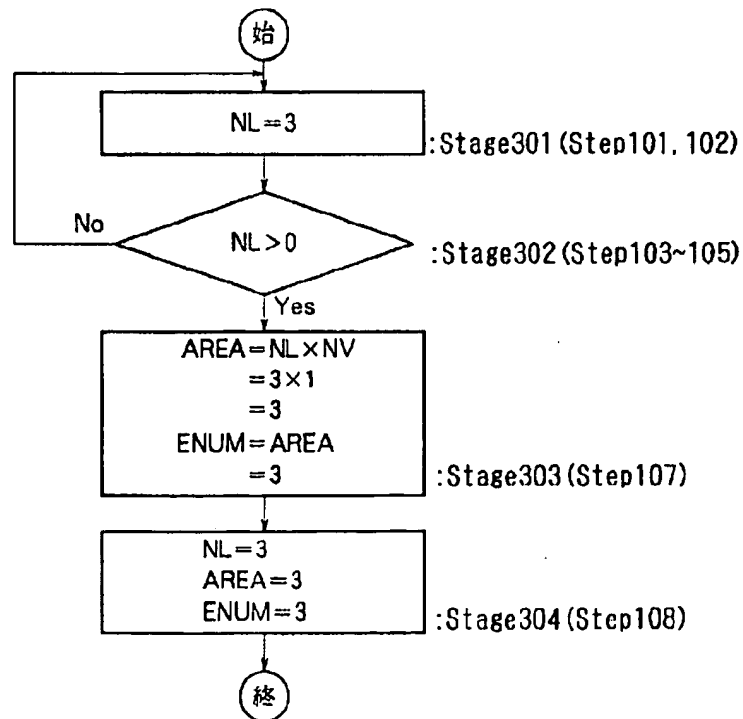 始
NL=3
:Stage301(Step101,102)
No
NL>0
:Stage302(Step103~105)
Yes
AREA=NL×NV
=3×1
=3
ENUM=AREA
=3
:Stage303(Step107)
NL=3
AREA=3
ENUM=3
:Stage304(Step108)
終